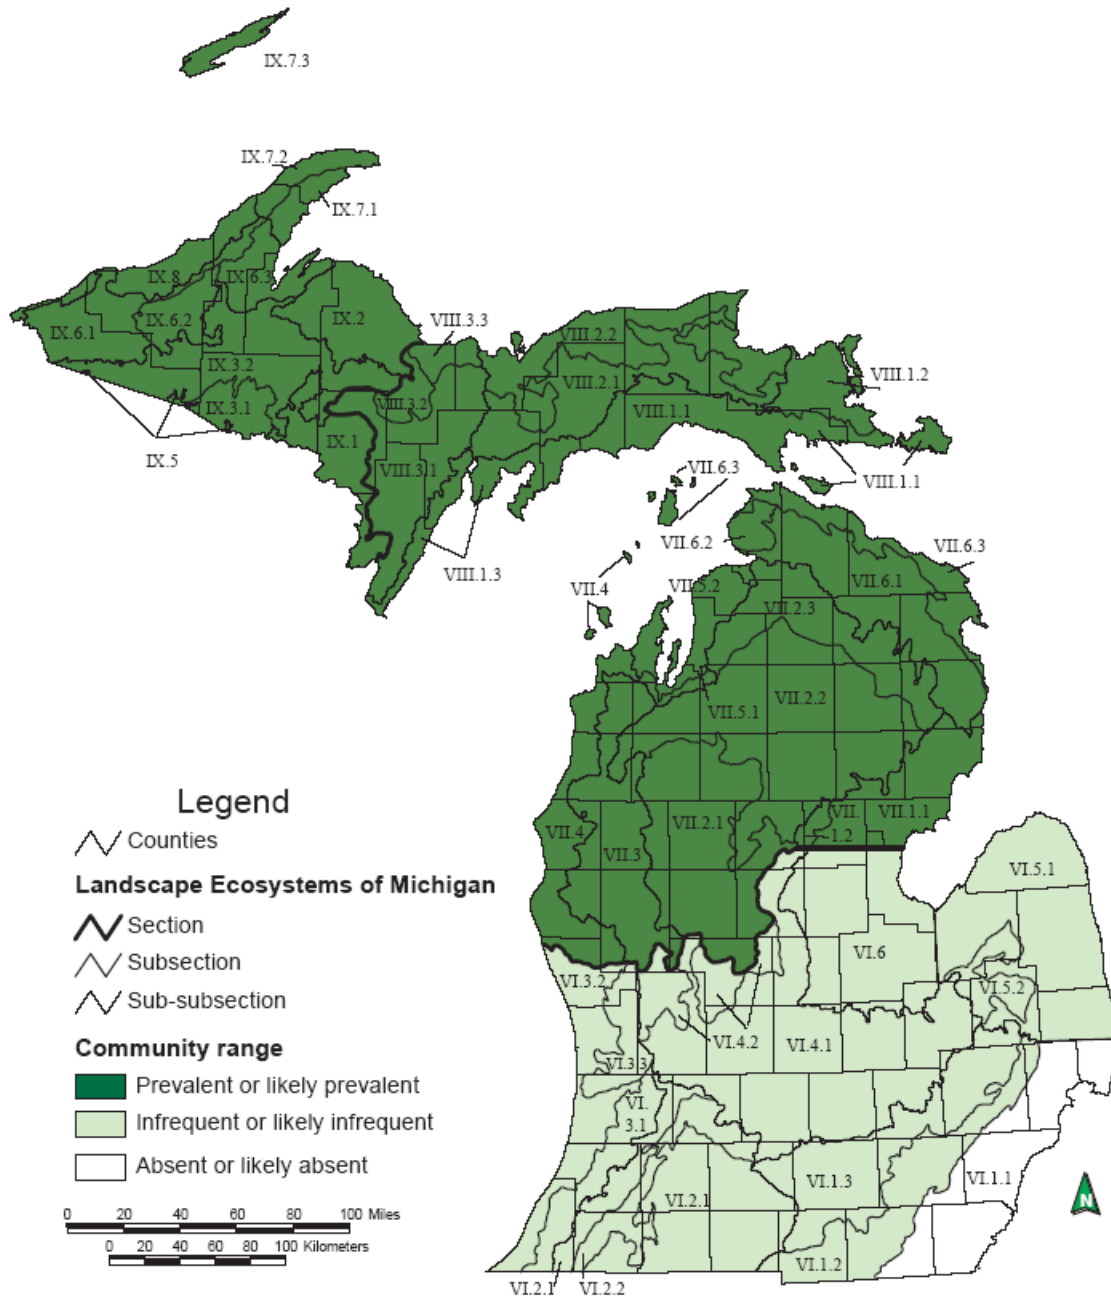 IX.7.3
IX.7.2
IX.7.1
IX.8
IX.6.3
IX.6.1
IX.6.2
IX.2
VIII.3.3
VIII.2.2
IX.3.2
VIII.2.1
VIII.1.2
IX.3.1
VIII.3.2
VIII.1.1
IX.1
IX.5
VIII.3.1
VII.6.3
VIII.1.1
VII.6.2
VII.6.3
VIII.1.3
VII.4
VII.5.2
VII.6.1
VII.2.3
VII.5.1
VII.2.2
Legend
Counties
Landscape Ecosystems of Michigan
Section
Subsection
Sub-subsection
Community range
Prevalent or likely prevalent
Infrequent or likely infrequent
Absent or likely absent
0 20 40 60 80 100 Miles
0 20 40 60 80 100 Kilometers
VII.4
VII.3
VII.2.1
VII.
1.2
VII.1.1
VI.5.1
VI.6
VI.3.2
VI.5.2
VI.4.2
VI.4.1
VI.3.3
VI.
3.1
VI.2.1
VI.1.3
VI.1.1
N
VI.1.2
VI.2.1
VI.2.2